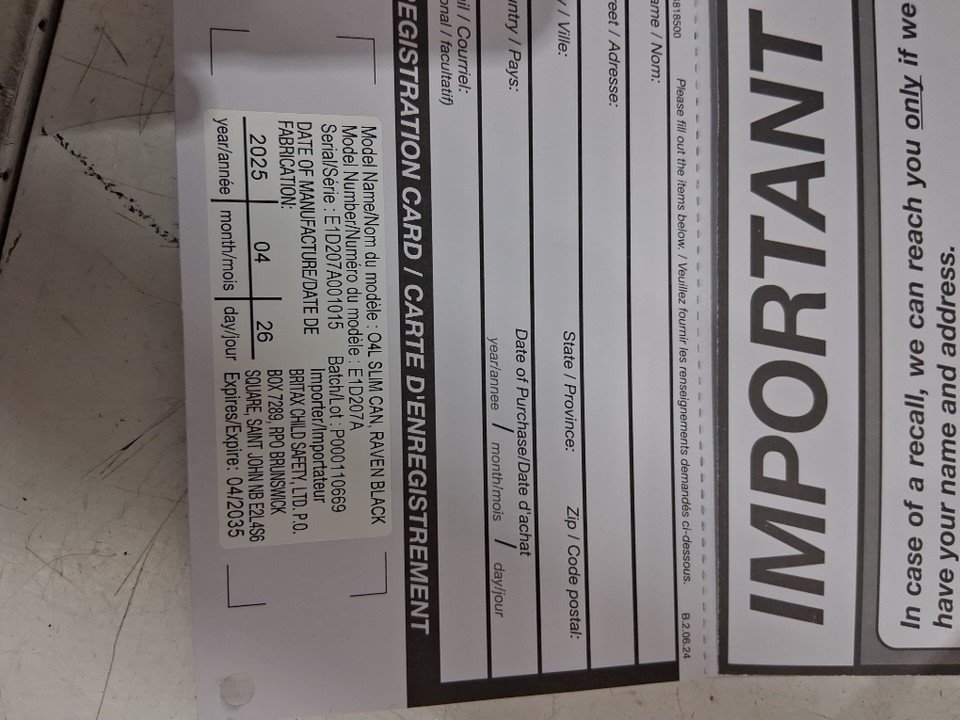 IMPORTANT
In case of a recall, we can reach you only if we
have your name and address.
818500 Please fill out the items below. / Veuillez fournir les renseignements demandés ci-dessous. B.2.06.24
ame / Nom:
reet / Adresse:
y / Ville: State / Province: Zip / Code postal:
untry / Pays: Date of Purchase/Date d'achat
year/annee / month/mois / day/jour
il / Courriel:
onal / facultatif)
REGISTRATION CARD / CARTE D'ENREGISTREMENT
Model Name/Nom du modèle : O4L SLIM CAN, RAVEN BLACK
Model Number/Numéro du modèle : E1D207A
Serial/Série : E1D207A001015 Batch/Lot : P000110669
DATE OF MANUFACTURE/DATE DE
FABRICATION:
2025 04 26
year/année month/mois day/jour
Importer/Importateur
BRITAX CHILD SAFETY, LTD. P.O.
BOX 7289, RPO BRUNSWICK
SQUARE, SAINT JOHN NB E2L4S6
Expires/Expire: 04/2035